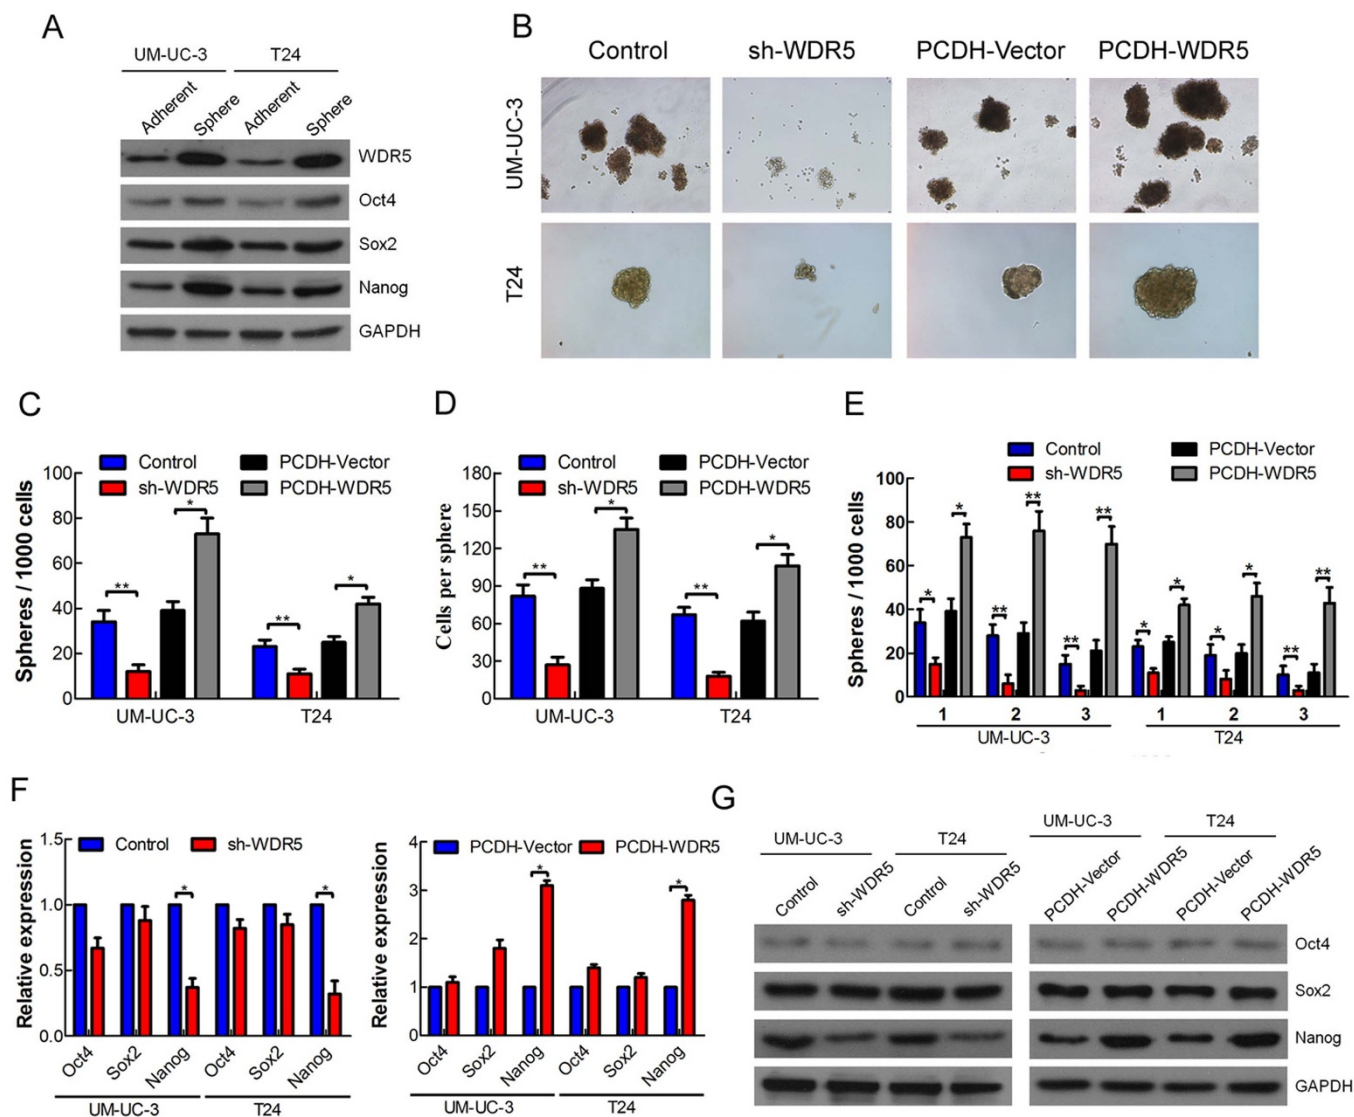 A
UM-UC-3 T24
Adherent Sphere Adherent Sphere
WDR5
Oct4
Sox2
Nanog
GAPDH
B
Control sh-WDR5 PCDH-Vector PCDH-WDR5
UM-UC-3
T24
C
Control PCDH-Vector
sh-WDR5 PCDH-WDR5
Spheres / 1000 cells
100
80
60
40
20
0
** * ** *
UM-UC-3 T24
D
Control PCDH-Vector
sh-WDR5 PCDH-WDR5
Cells per sphere
180
150
120
90
60
30
0
** * ** *
UM-UC-3 T24
E
Control PCDH-Vector
sh-WDR5 PCDH-WDR5
Spheres / 1000 cells
100
80
60
40
20
0
* * ** ** ** ** * * * * ** **
1 2 3 1 2 3
UM-UC-3 T24
F
Control sh-WDR5
Relative expression
1.5
1.0
0.5
0.0
* *
Oct4 Sox2 Nanog Oct4 Sox2 Nanog
UM-UC-3 T24
PCDH-Vector PCDH-WDR5
Relative expression
4
3
2
1
0
* *
Oct4 Sox2 Nanog Oct4 Sox2 Nanog
UM-UC-3 T24
G
UM-UC-3 T24
Control sh-WDR5 Control sh-WDR5
UM-UC-3 T24
PCDH-Vector PCDH-WDR5 PCDH-Vector PCDH-WDR5
Oct4
Sox2
Nanog
GAPDH